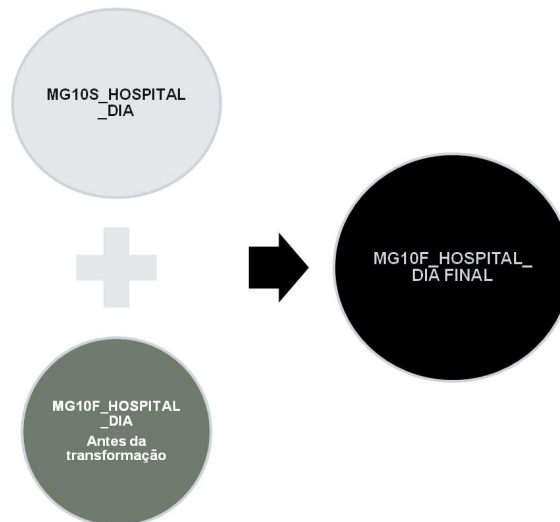 MG10S_HOSPITAL
_DIA
MG10F_HOSPITAL_
DIA FINAL
MG10F_HOSPITAL
_DIA
Antes da
transformação